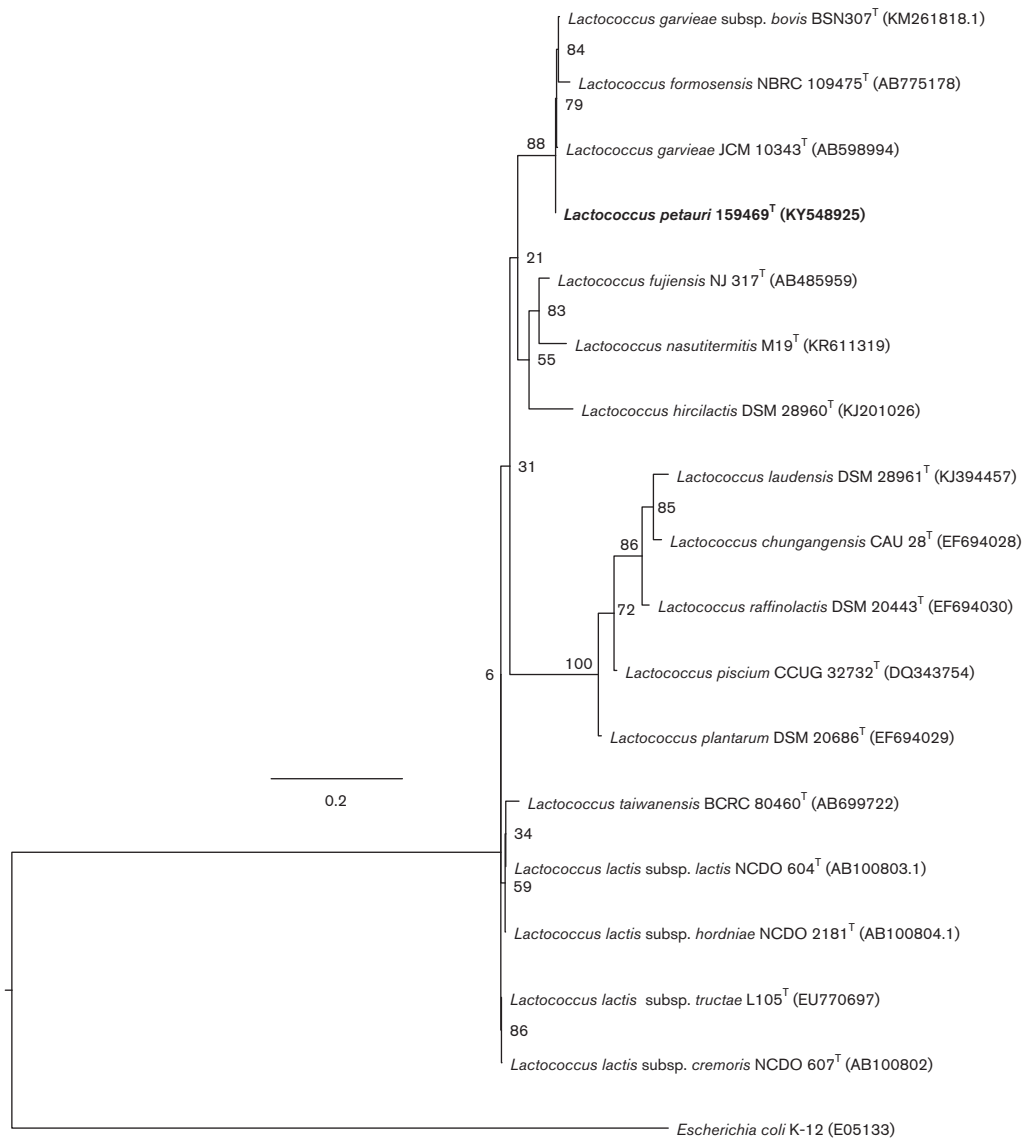 Lactococcus garvieae subsp. bovis BSN307T (KM261818.1)
84
Lactococcus formosensis NBRC 109475T (AB775178)
79
88
Lactococcus garvieae JCM 10343T (AB598994)
Lactococcus petauri 159469T (KY548925)
21
Lactococcus fujiensis NJ 317T (AB485959)
83
Lactococcus nasutitermitis M19T (KR611319)
55
Lactococcus hircilactis DSM 28960T (KJ201026)
31
Lactococcus laudensis DSM 28961T (KJ394457)
85
Lactococcus chungangensis CAU 28T (EF694028)
86
Lactococcus raffinolactis DSM 20443T (EF694030)
72
100
Lactococcus piscium CCUG 32732T (DQ343754)
6
Lactococcus plantarum DSM 20686T (EF694029)
0.2
Lactococcus taiwanensis BCRC 80460T (AB699722)
34
Lactococcus lactis subsp. lactis NCDO 604T (AB100803.1)
59
Lactococcus lactis subsp. hordniae NCDO 2181T (AB100804.1)
Lactococcus lactis subsp. tructae L105T (EU770697)
86
Lactococcus lactis subsp. cremoris NCDO 607T (AB100802)
Escherichia coli K-12 (E05133)